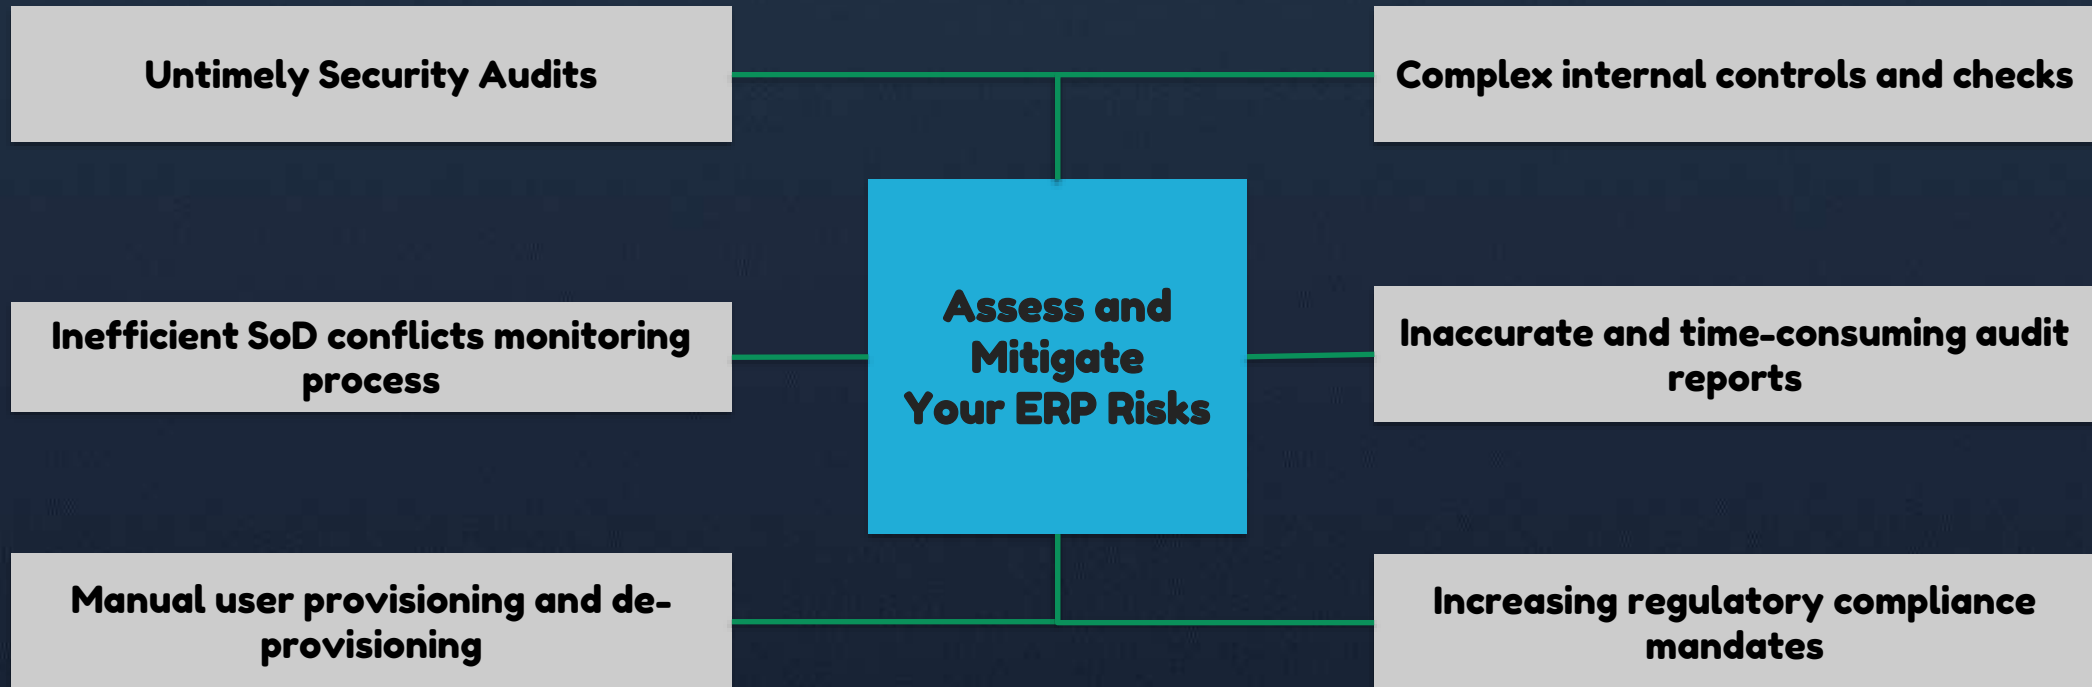 Untimely Security Audits
Complex internal controls and checks
Assess and
Mitigate
Your ERP Risks
Inefficient SoD conflicts monitoring
process
Inaccurate and time-consuming audit
reports
Manual user provisioning and de-
provisioning
Increasing regulatory compliance
mandates